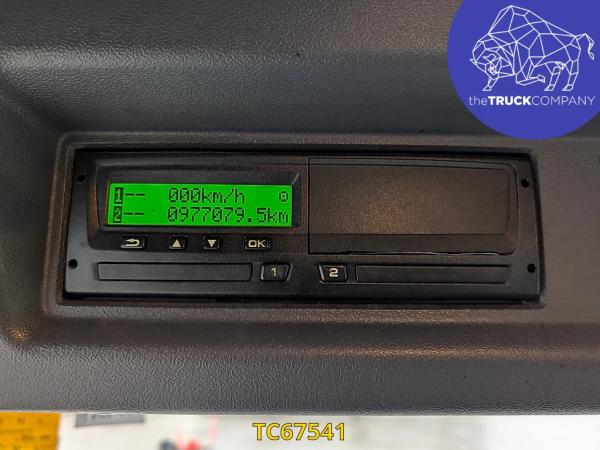 theTRUCKCOMPANY
1-- 000km/h
2-- 0977079.5km
OK
1
2
TC67541